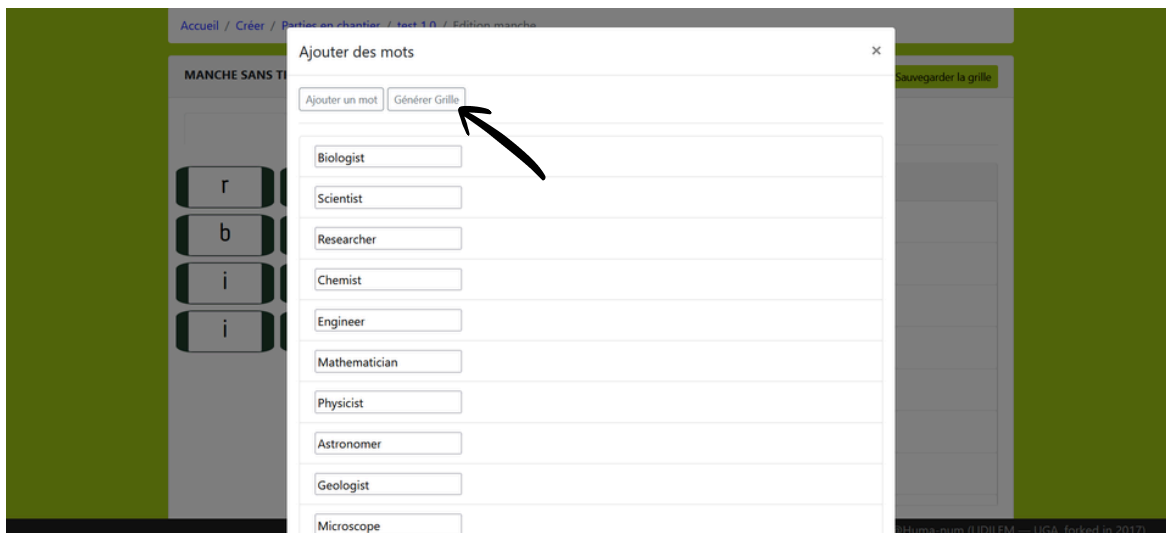 Accueil / Créer / Parties en chantier / test 1.0 / Edition manche
Ajouter des mots ×
MANCHE SANS TI
Sauvegarder la grille
Ajouter un mot Générer Grille
Biologist
r
Scientist
b
Researcher
i
Chemist
i
Engineer
Mathematician
Physicist
Astronomer
Geologist
Microscope
@Huma-num (LIDILEM — UGA, forked in 2017)